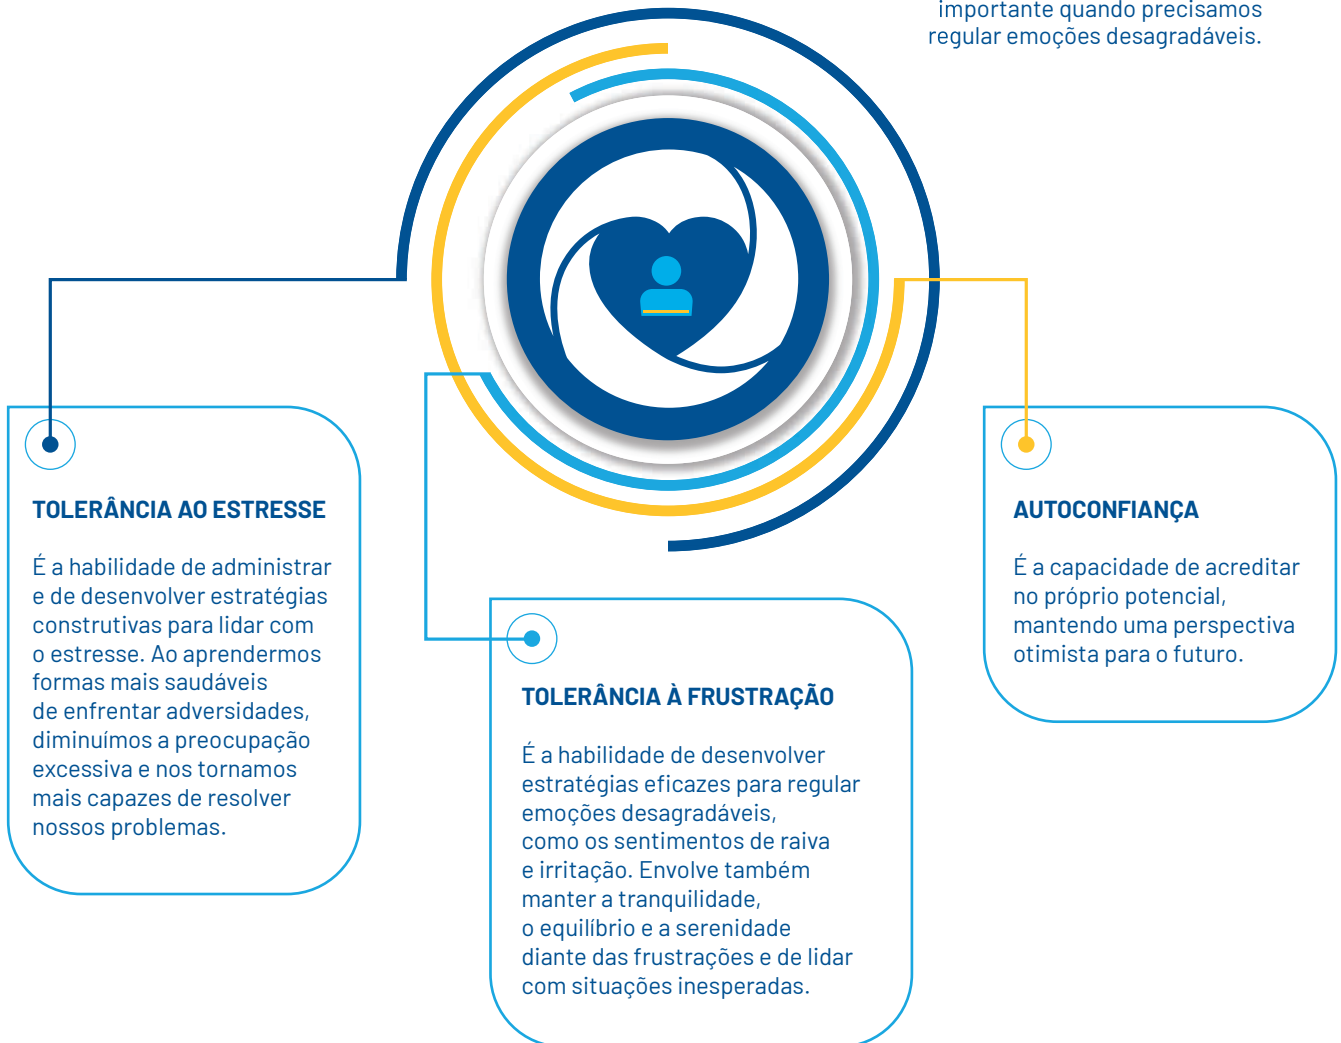 importante quando precisamos
regular emoções desagradáveis.
TOLERÂNCIA AO ESTRESSE
É a habilidade de administrar
e de desenvolver estratégias
construtivas para lidar com
o estresse. Ao aprendermos
formas mais saudáveis
de enfrentar adversidades,
diminuímos a preocupação
excessiva e nos tornamos
mais capazes de resolver
nossos problemas.
TOLERÂNCIA À FRUSTRAÇÃO
É a habilidade de desenvolver
estratégias eficazes para regular
emoções desagradáveis,
como os sentimentos de raiva
e irritação. Envolve também
manter a tranquilidade,
o equilíbrio e a serenidade
diante das frustrações e de lidar
com situações inesperadas.
AUTOCONFIANÇA
É a capacidade de acreditar
no próprio potencial,
mantendo uma perspectiva
otimista para o futuro.